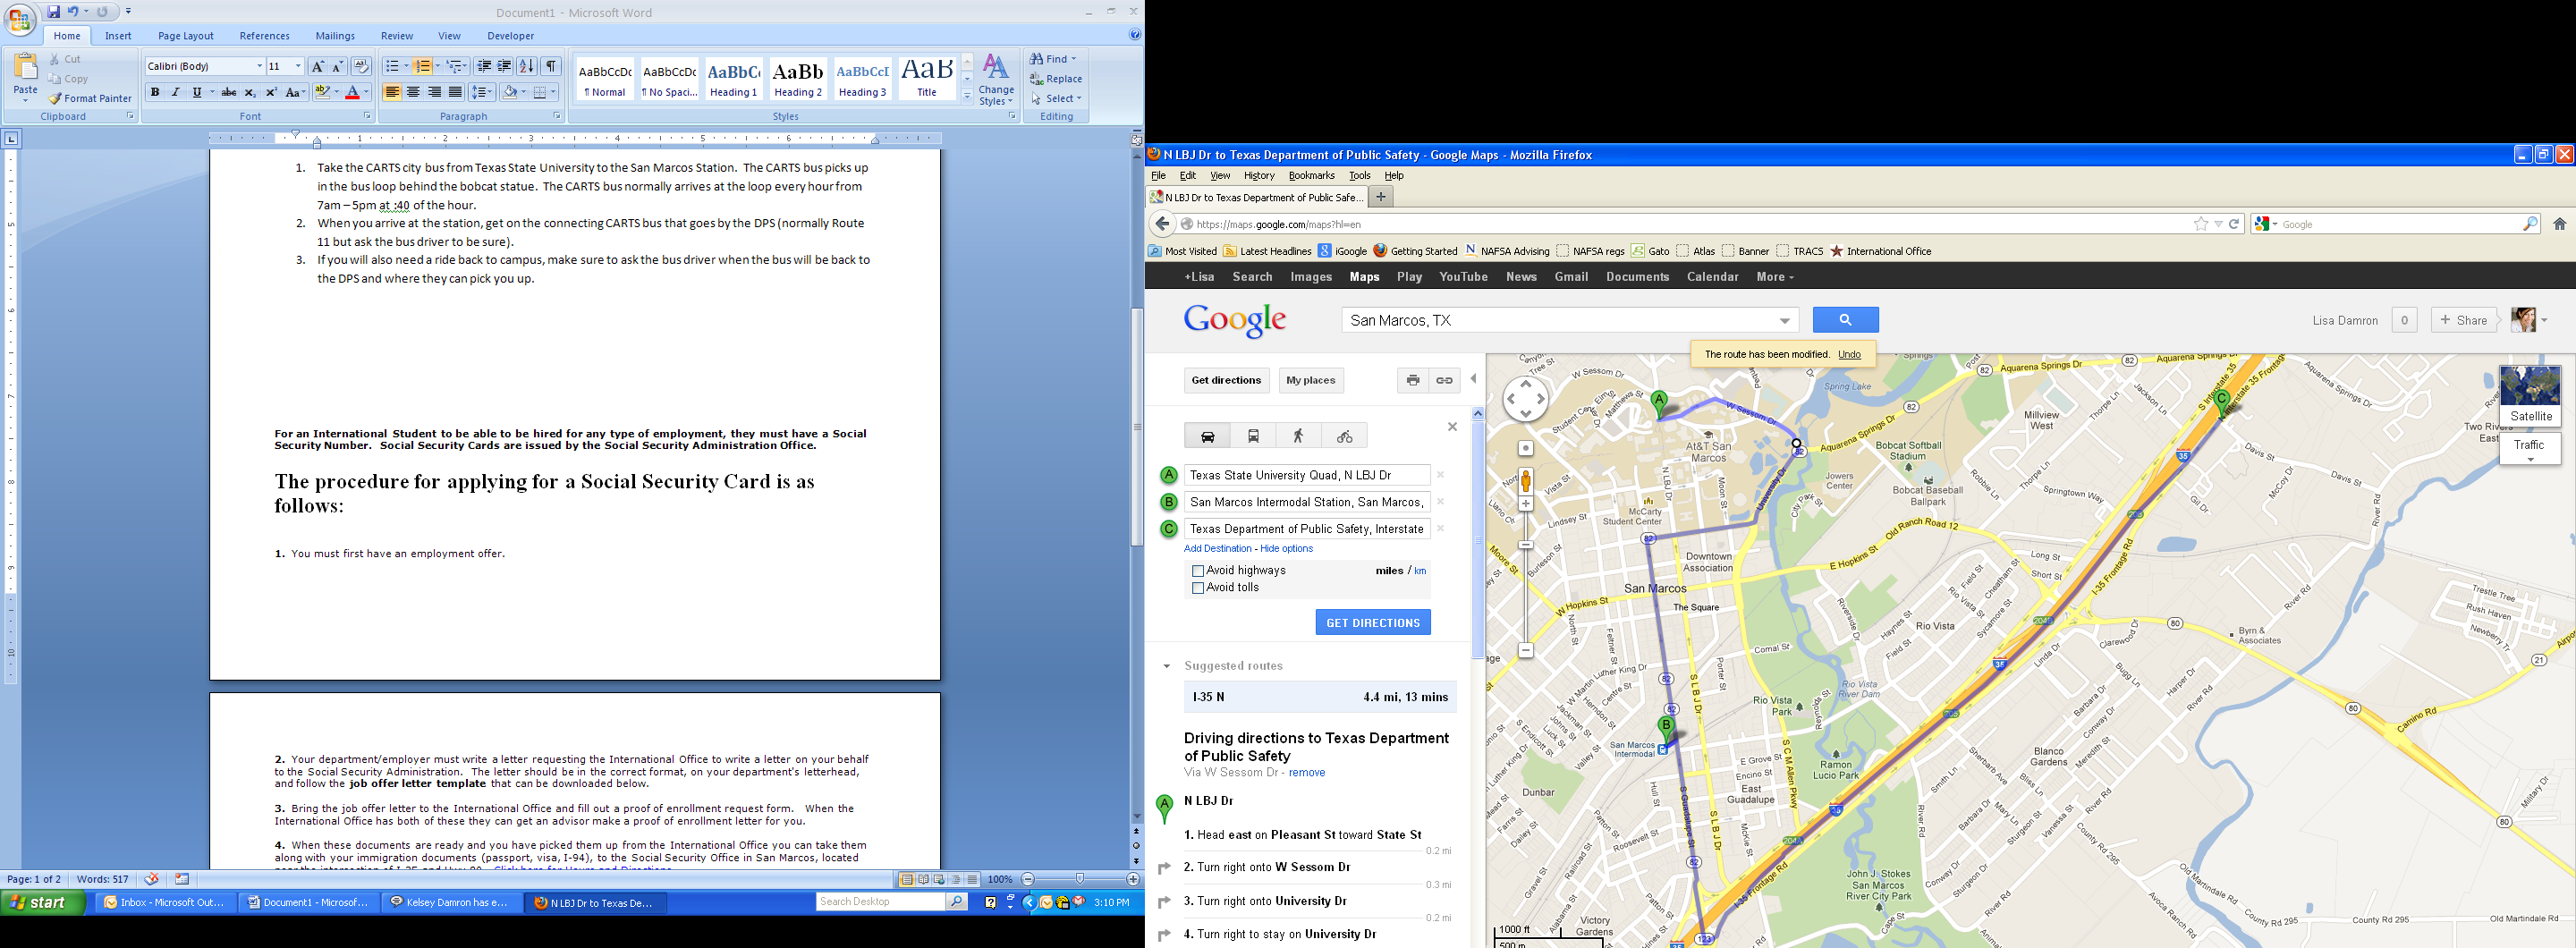 Document1 - Microsoft Word
Home Insert Page Layout References Mailings Review View Developer
Paste
Cut
Copy
Format Painter
Clipboard
Calibri (Body) 11
Font
Paragraph
AaBbCcDc AaBbCcDc AaBbC AaBb AaBbCcI AaB
¶ Normal ¶ No Spaci... Heading 1 Heading 2 Heading 3 Title
Change Styles
Styles
Find
Replace
Select
Editing
1. Take the CARTS city bus from Texas State University to the San Marcos Station. The CARTS bus picks up
in the bus loop behind the bobcat statue. The CARTS bus normally arrives at the loop every hour from
7am – 5pm at :40 of the hour.
2. When you arrive at the station, get on the connecting CARTS bus that goes by the DPS (normally Route
11 but ask the bus driver to be sure).
3. If you will also need a ride back to campus, make sure to ask the bus driver when the bus will be back to
the DPS and where they can pick you up.
For an International Student to be able to be hired for any type of employment, they must have a Social
Security Number. Social Security Cards are issued by the Social Security Administration Office.
The procedure for applying for a Social Security Card is as
follows:
1. You must first have an employment offer.
2. Your department/employer must write a letter requesting the International Office to write a letter on your behalf
to the Social Security Administration. The letter should be in the correct format, on your department's letterhead,
and follow the job offer letter template that can be downloaded below.
3. Bring the job offer letter to the International Office and fill out a proof of enrollment request form. When the
International Office has both of these they can get an advisor make a proof of enrollment letter for you.
4. When these documents are ready and you have picked them up from the International Office you can take them
along with your immigration documents (passport, visa, I-94), to the Social Security Office in San Marcos, located
Page: 1 of 2 Words: 517 100%
start Inbox - Microsoft Out... Document1 - Microsof... Kelsey Damron has e... N LBJ Dr to Texas De... Search Desktop 3:10 PM
N LBJ Dr to Texas Department of Public Safety - Google Maps - Mozilla Firefox
File Edit View History Bookmarks Tools Help
N LBJ Dr to Texas Department of Public Safe...
https://maps.google.com/maps?hl=en
Google
Most Visited Latest Headlines iGoogle Getting Started NAFSA Advising NAFSA regs Gato Atlas Banner TRACS International Office
+Lisa Search Images Maps Play YouTube News Gmail Documents Calendar More
Google San Marcos, TX Lisa Damron 0 + Share
The route has been modified. Undo
Get directions My places
A Texas State University Quad, N LBJ Dr
B San Marcos Intermodal Station, San Marcos,
C Texas Department of Public Safety, Interstate
Add Destination - Hide options
Avoid highways miles / km
Avoid tolls
GET DIRECTIONS
Suggested routes
I-35 N 4.4 mi, 13 mins
Driving directions to Texas Department
of Public Safety
Via W Sessom Dr - remove
A N LBJ Dr
1. Head east on Pleasant St toward State St
0.2 mi
2. Turn right onto W Sessom Dr
0.3 mi
3. Turn right onto University Dr
0.2 mi
4. Turn right to stay on University Dr
Satellite
Traffic
W Sessom Dr
Spring Lake
Aquarena Springs Dr
At&T San Marcos
Bobcat Softball Stadium
Millview West
Jowers Center
Bobcat Baseball Ballpark
McCarty Student Center
University Dr
Old Ranch Road 12
Downtown Association
E Hopkins St
San Marcos
The Square
W Hopkins St
Rio Vista
Byrn & Associates
Rio Vista River Dam
Rio Vista Park
San Marcos Intermodal
Blanco Gardens
Ramon Lucio Park
East Guadalupe
Dunbar
John J. Stokes San Marcos River City Park
Victory Gardens
I-35 Frontage Rd
County Rd 295
Old Martindale Rd
1000 ft
500 m